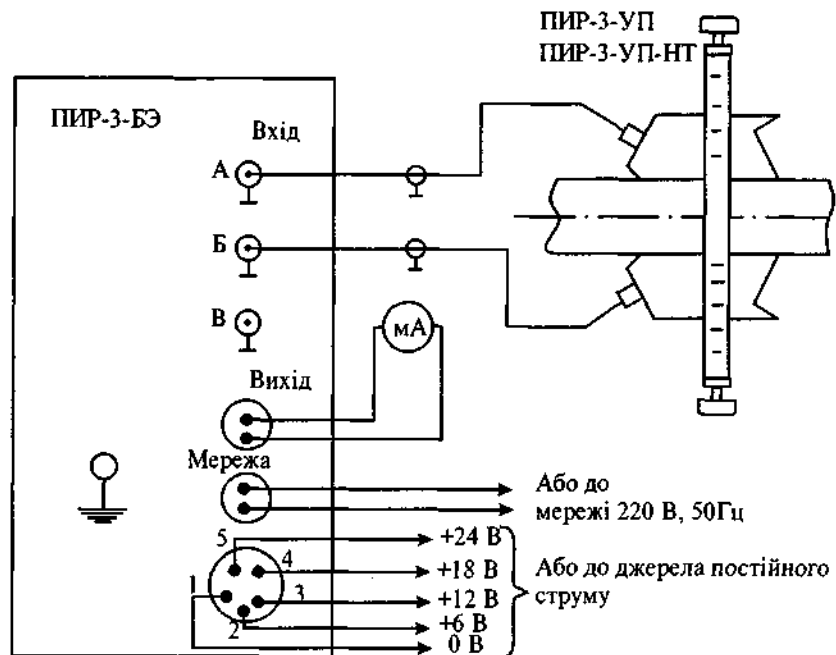 ПИР-3-УП
ПИР-3-УП-НТ
ПИР-3-БЭ
Вхід
А
Б
В
мА
Вихід
Мережа
Або до
мережі 220 В, 50Гц
5
4
3
2
1
+24 В
+18 В
+12 В
+6 В
0 В
Або до джерела постійного
струму